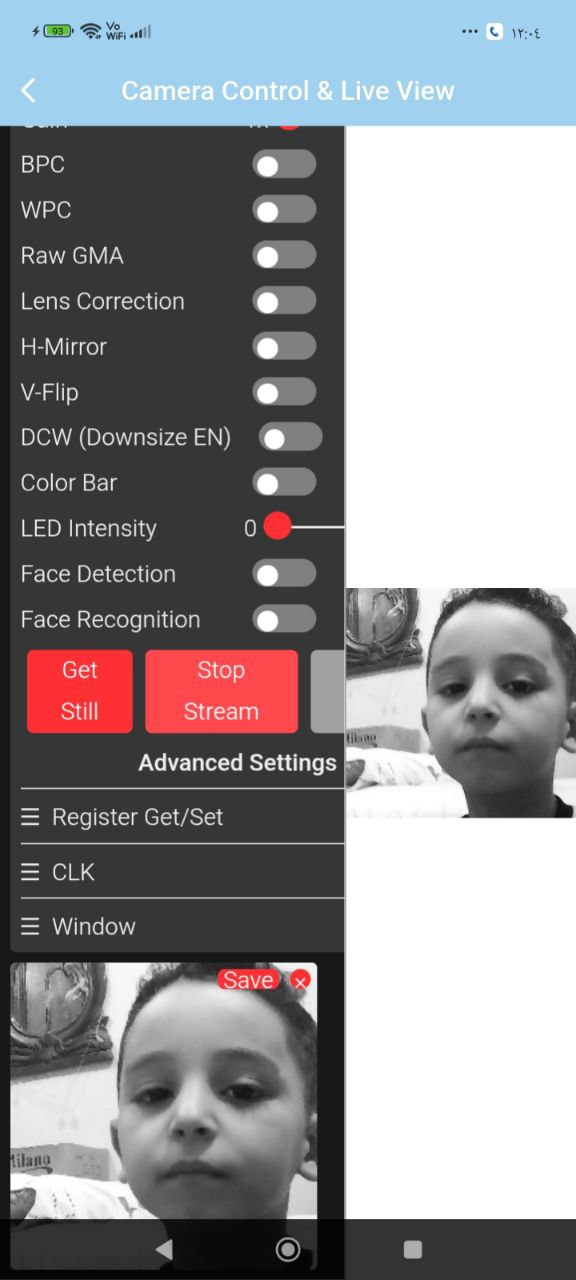 93
Vo
WiFi
١٢:٠٤
Camera Control & Live View
BPC
WPC
Raw GMA
Lens Correction
H-Mirror
V-Flip
DCW (Downsize EN)
Color Bar
LED Intensity 0
Face Detection
Face Recognition
Get
Still
Stop
Stream
Advanced Settings
Register Get/Set
CLK
Window
Save
Milano